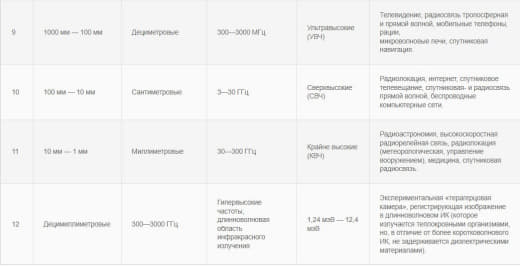 9
1000 мм — 100 мм
Дециметровые
300—3000 МГц
Ультравысокие
(УВЧ)
Телевидение, радиосвязь тропосферная
и прямой волной, мобильные телефоны,
рации,
микроволновые печи, спутниковая
навигация.
10
100 мм — 10 мм
Сантиметровые
3—30 ГГц
Сверхвысокие
(СВЧ)
Радиолокация, интернет, спутниковое
телевещание, спутниковая- и радиосвязь
прямой волной, беспроводные
компьютерные сети.
11
10 мм — 1 мм
Миллиметровые
30—300 ГГц
Крайне высокие
(КВЧ)
Радиоастрономия, высокоскоростная
радиорелейная связь, радиолокация
(метеорологическая, управление
вооружением), медицина, спутниковая
радиосвязь.
12
Децимиллиметровые
300—3000 ГГц
Гипервысокие
частоты,
длинноволновая
область
инфракрасного
излучения
1,24 мэВ — 12,4
мэВ
Экспериментальная «терагерцовая
камера», регистрирующая изображение
в длинноволновом ИК (которое
излучается теплокровными организмами,
но, в отличие от более коротковолнового
ИК, не задерживается диэлектрическими
материалами).